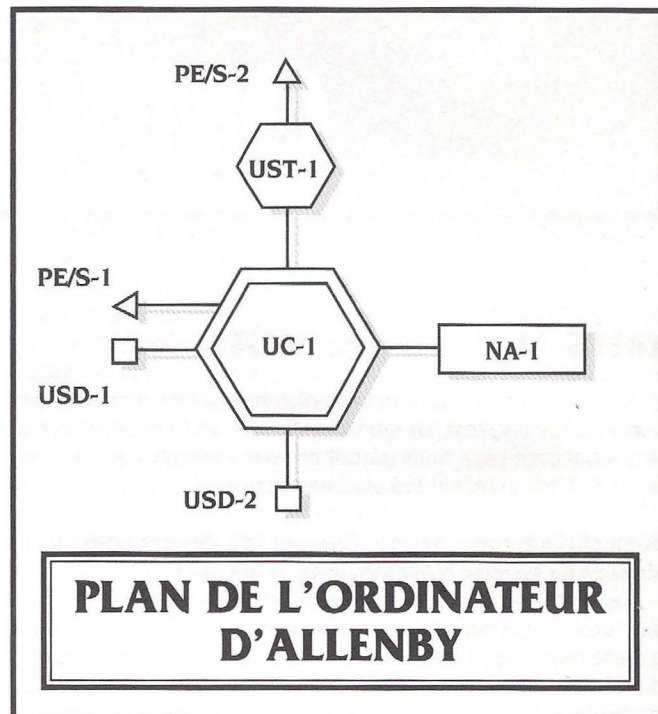 PE/S-2
UST-1
PE/S-1
UC-1
NA-1
USD-1
USD-2
PLAN DE L'ORDINATEUR
D'ALLENBY